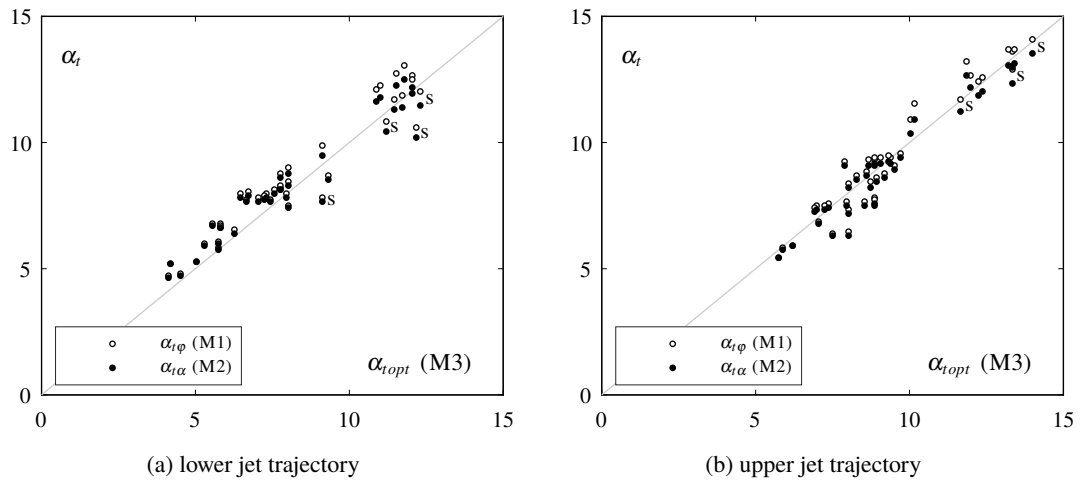 15
α_t
S
S
S
10
S
5
α_tφ (M1)
α_tα (M2)
α_topt (M3)
0
0 5 10 15
(a) lower jet trajectory
15
α_t
S
S
S
10
5
α_tφ (M1)
α_tα (M2)
α_topt (M3)
0
0 5 10 15
(b) upper jet trajectory